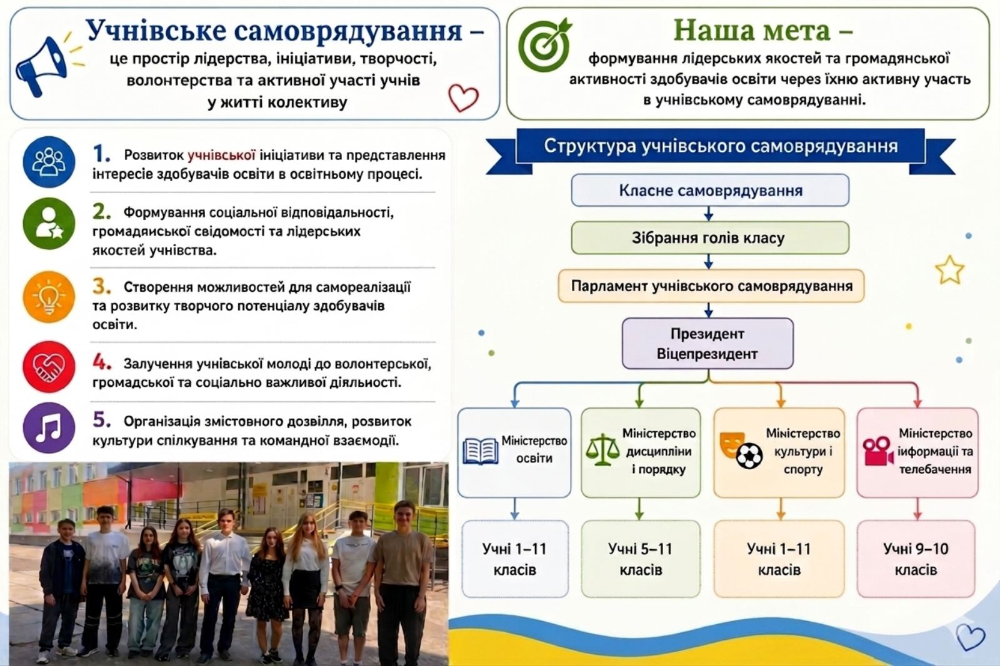 Учнівське самоврядування –
це простір лідерства, ініціативи, творчості,
волонтерства та активної участі учнів
у житті колективу
Наша мета –
формування лідерських якостей та громадянської
активності здобувачів освіти через їхню активну участь
в учнівському самоврядуванні.
1. Розвиток учнівської ініціативи та представлення
інтересів здобувачів освіти в освітньому процесі.
2. Формування соціальної відповідальності,
громадянської свідомості та лідерських
якостей учнівства.
3. Створення можливостей для самореалізації
та розвитку творчого потенціалу здобувачів
освіти.
4. Залучення учнівської молоді до волонтерської,
громадської та соціально важливої діяльності.
5. Організація змістовного дозвілля, розвиток
культури спілкування та командної взаємодії.
Структура учнівського самоврядування
Класне самоврядування
Зібрання голів класу
Парламент учнівського самоврядування
Президент
Віцепрезидент
Міністерство
освіти
Міністерство
дисципліни
і порядку
Міністерство
культури і
спорту
Міністерство
інформації та
телебачення
Учні 1–11
класів
Учні 5–11
класів
Учні 1–11
класів
Учні 9–10
класів